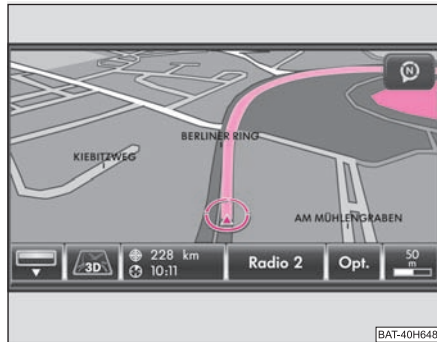 N
BERLINER RING
KIEBITZWEG
AM MÜHLENGRABEN
3D
228 km
10:11
Radio 2
Opt.
50
m
BAT-40H648